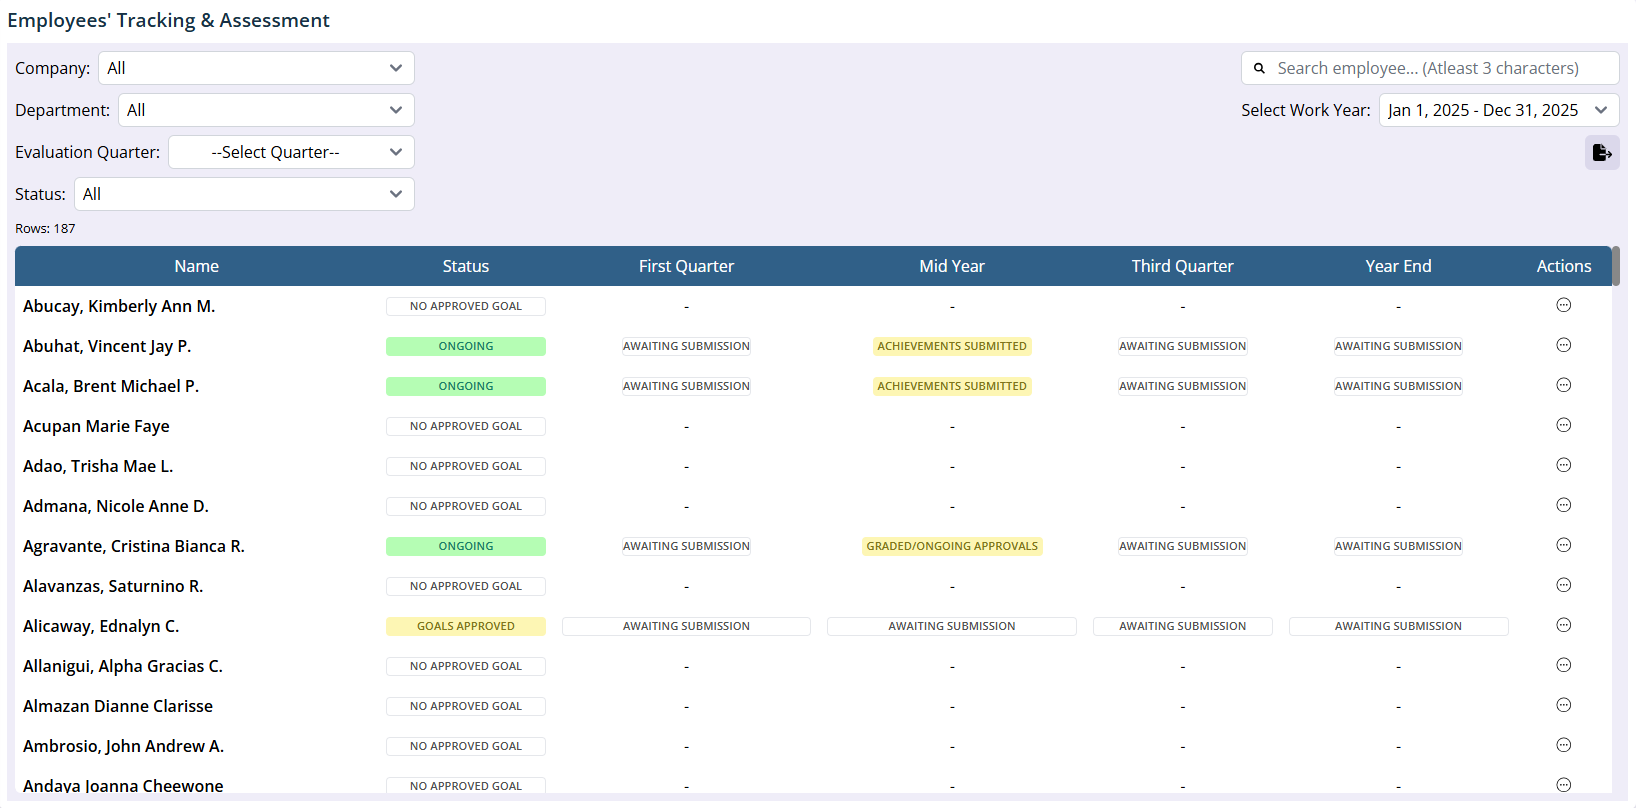 Employees' Tracking & Assessment
Company: All
Search employee... (Atleast 3 characters)
Department: All
Select Work Year: Jan 1, 2025 - Dec 31, 2025
Evaluation Quarter: --Select Quarter--
Status: All
Rows: 187
Name Status First Quarter Mid Year Third Quarter Year End Actions
Abucay, Kimberly Ann M. NO APPROVED GOAL - - - -
Abuhat, Vincent Jay P. ONGOING AWAITING SUBMISSION ACHIEVEMENTS SUBMITTED AWAITING SUBMISSION AWAITING SUBMISSION
Acala, Brent Michael P. ONGOING AWAITING SUBMISSION ACHIEVEMENTS SUBMITTED AWAITING SUBMISSION AWAITING SUBMISSION
Acupan Marie Faye NO APPROVED GOAL - - - -
Adao, Trisha Mae L. NO APPROVED GOAL - - - -
Admana, Nicole Anne D. NO APPROVED GOAL - - - -
Agravante, Cristina Bianca R. ONGOING AWAITING SUBMISSION GRADED/ONGOING APPROVALS AWAITING SUBMISSION AWAITING SUBMISSION
Alavanzas, Saturnino R. NO APPROVED GOAL - - - -
Alicaway, Ednalyn C. GOALS APPROVED AWAITING SUBMISSION AWAITING SUBMISSION AWAITING SUBMISSION AWAITING SUBMISSION
Allanigui, Alpha Gracias C. NO APPROVED GOAL - - - -
Almazan Dianne Clarisse NO APPROVED GOAL - - - -
Ambrosio, John Andrew A. NO APPROVED GOAL - - - -
Andaya Joanna Cheewone NO APPROVED GOAL - - - -